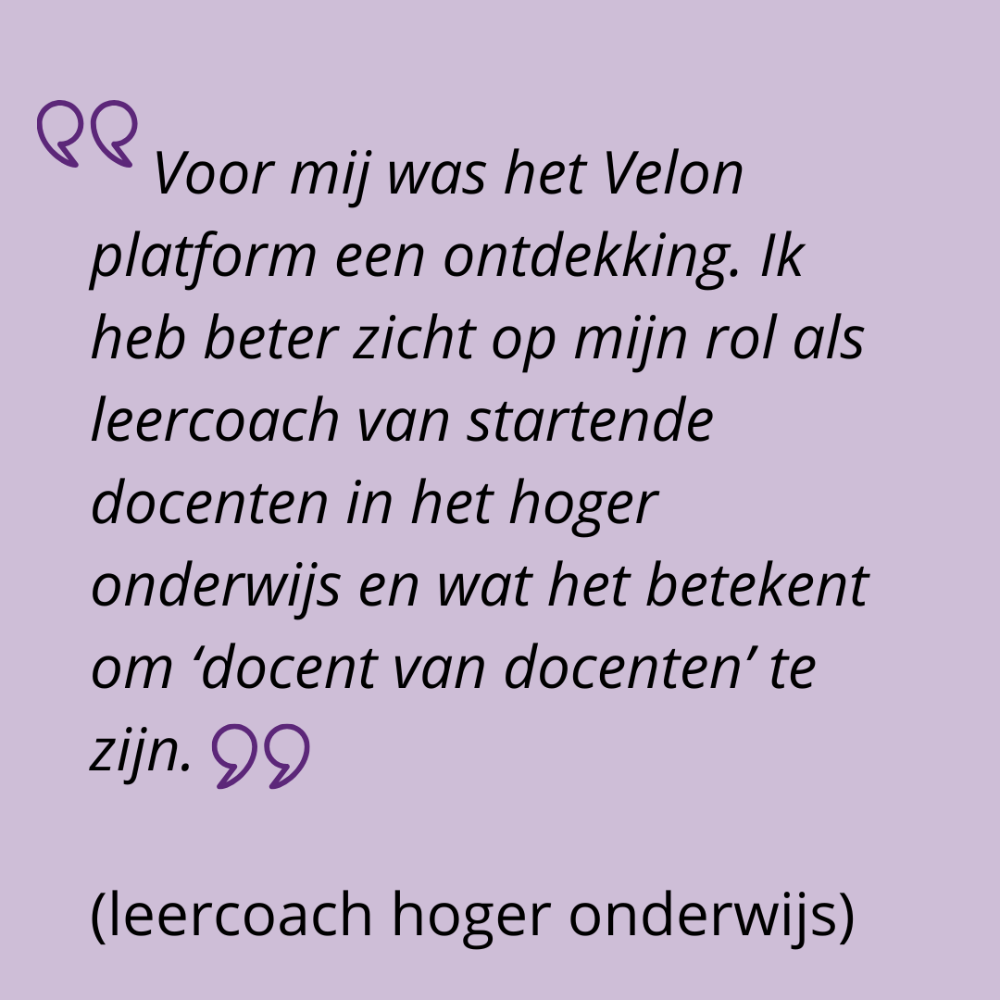 Voor mij was het Velon
platform een ontdekking. Ik
heb beter zicht op mijn rol als
leercoach van startende
docenten in het hoger
onderwijs en wat het betekent
om ‘docent van docenten’ te
zijn.
(leercoach hoger onderwijs)